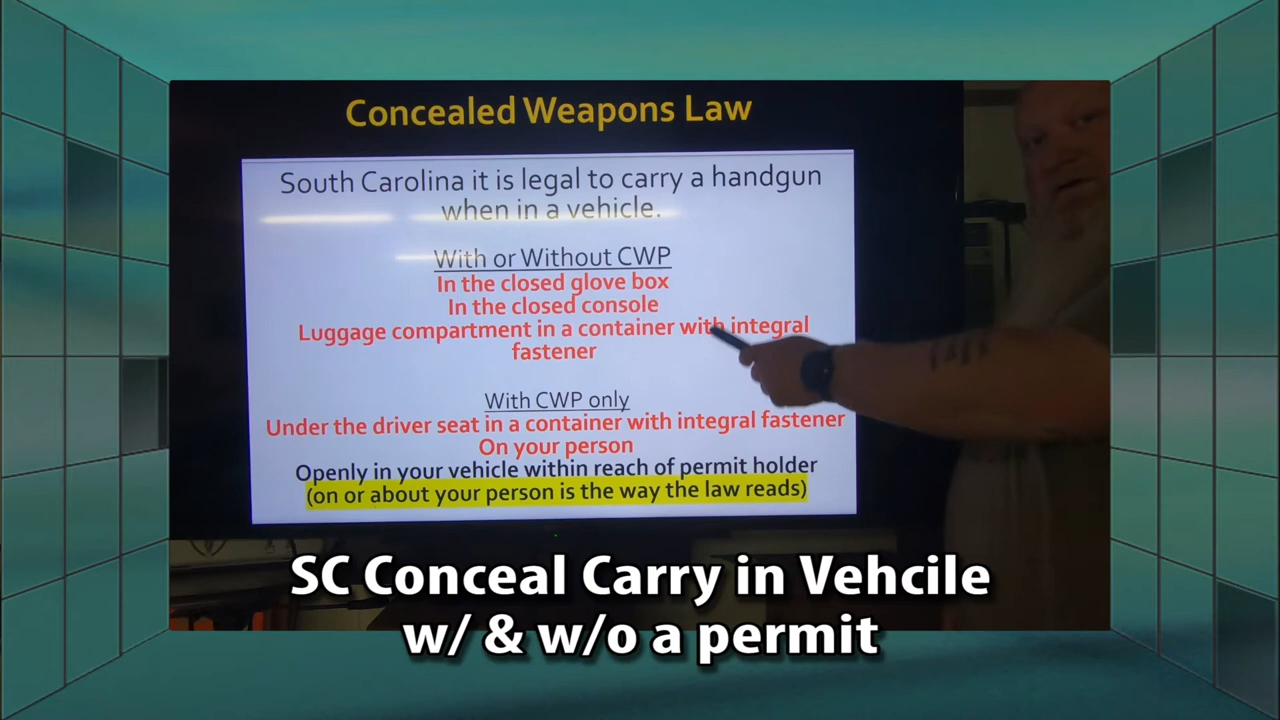 Concealed Weapons Law
South Carolina it is legal to carry a handgun
when in a vehicle.
With or Without CWP
In the closed glove box
In the closed console
Luggage compartment in a container with integral
fastener
With CWP only
Under the driver seat in a container with integral fastener
On your person
Openly in your vehicle within reach of permit holder
(on or about your person is the way the law reads)
SC Conceal Carry in Vehcile
w/ & w/o a permit